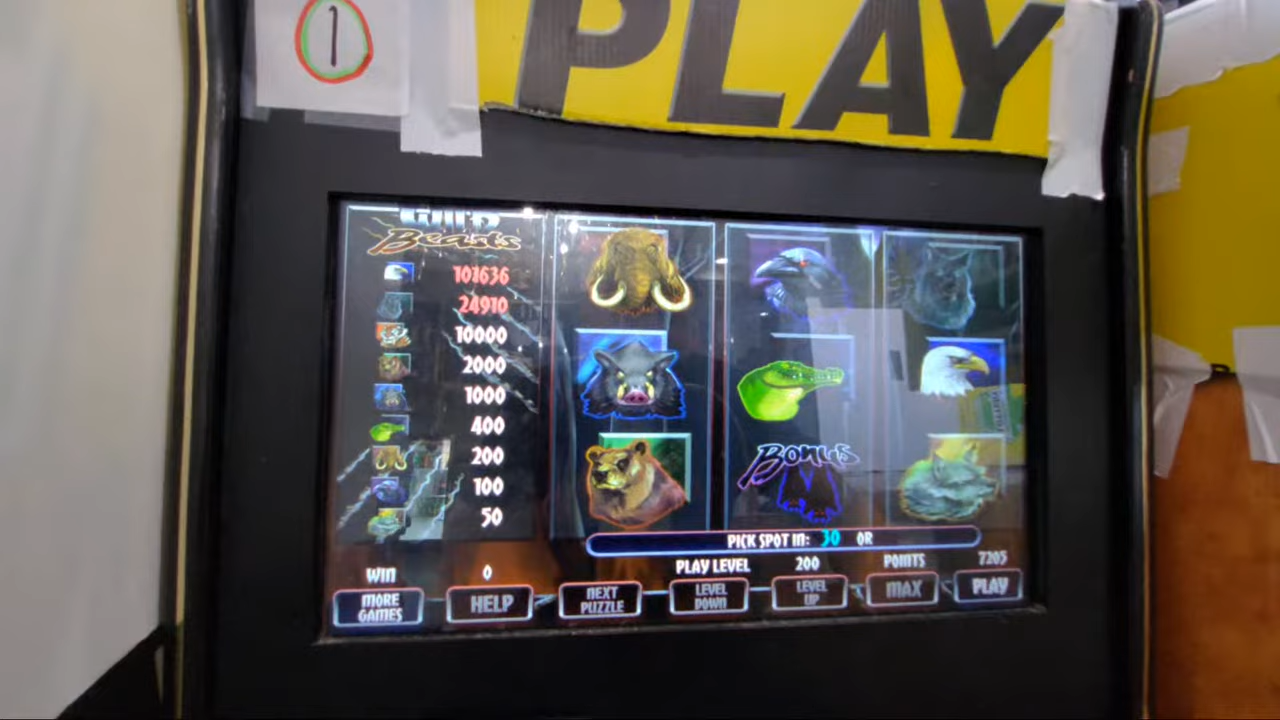 1
PLAY
Wild
Beasts
101636
24910
10000
2000
1000
400
200
100
50
Bonus
PICK SPOT IN: 30 OR
WIN 0 PLAY LEVEL 200 POINTS 7205
MORE GAMES
HELP
NEXT PUZZLE
LEVEL DOWN
LEVEL UP
MAX
PLAY